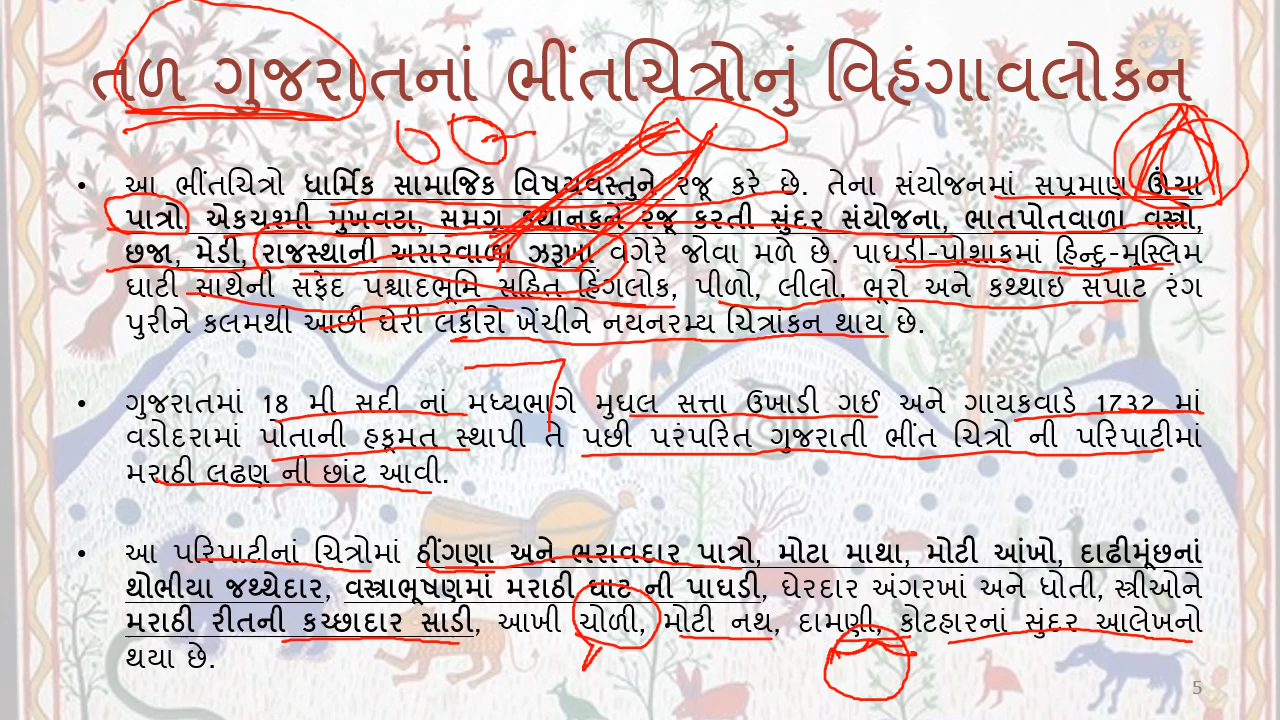 તળ ગુજરાતનાં ભીંતચિત્રોનું વિહંગાવલોકન
• આ ભીંતચિત્રો ધાર્મિક સામાજિક વિષયવસ્તુને રજૂ કરે છે. તેના સંયોજનમાં સપ્રમાણ ઊંચા
પાત્રો, એકચશ્મી મુખવટા, સમગ્ર કથાનકને રજૂ કરતી સુંદર સંયોજના, ભાતપોતવાળા વસ્ત્રો,
છજા, મેડી, રાજસ્થાની અસરવાળા ઝરૂખા વગેરે જોવા મળે છે. પાઘડી-પોશાકમાં હિન્દુ-મુસ્લિમ
ઘાટી સાથેની સફેદ પશ્ચાદભૂમિ સહિત હિંગલોક, પીળો, લીલો, ભૂરો અને કથ્થાઇ સપાટ રંગ
પુરીને કલમથી આછી ઘેરી લકીરો ખેંચીને નયનરમ્ય ચિત્રાંકન થાય છે.
• ગુજરાતમાં 18 મી સદી નાં મધ્યભાગે મુઘલ સત્તા ઉખાડી ગઈ અને ગાયકવાડે 1732 માં
વડોદરામાં પોતાની હકૂમત સ્થાપી તે પછી પરંપરિત ગુજરાતી ભીંત ચિત્રો ની પરિપાટીમાં
મરાઠી લઢણ ની છાંટ આવી.
• આ પરિપાટીનાં ચિત્રોમાં ઠીંગણા અને ભરાવદાર પાત્રો, મોટા માથા, મોટી આંખો, દાઢીમૂંછનાં
થોભીયા જથ્થેદાર, વસ્ત્રાભૂષણમાં મરાઠી ઘાટ ની પાઘડી, ઘેરદાર અંગરખાં અને ધોતી, સ્ત્રીઓને
મરાઠી રીતની કચ્છાદાર સાડી, આખી ચોળી, મોટી નથ, દામણી, કોટહારનાં સુંદર આલેખનો
થયા છે.
5